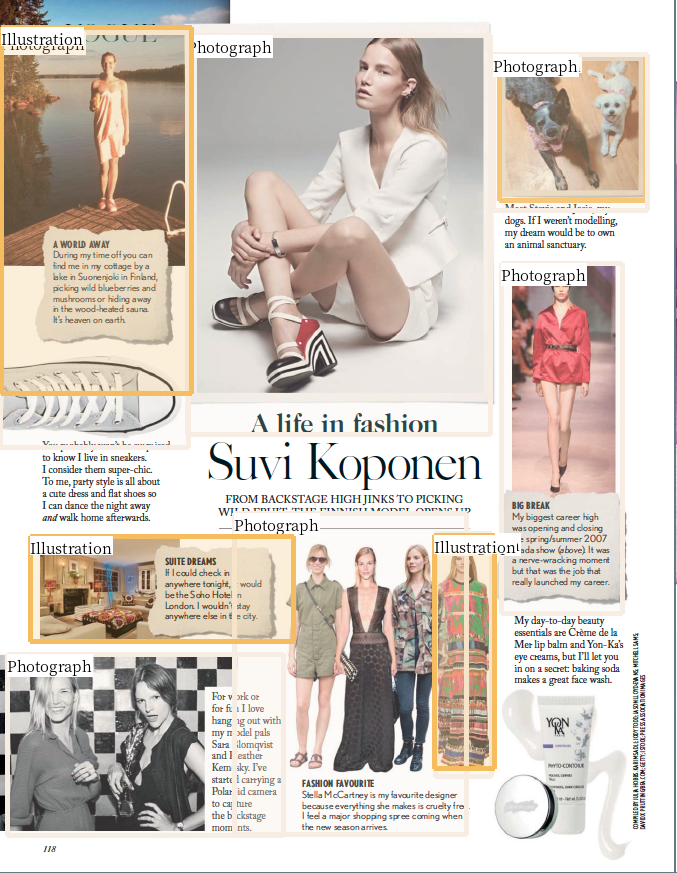 VOGUE
Illustration
Photograph
Photograph
Photograph
A WORLD AWAY
During my time off you can
find me in my cottage by a
lake in Suonenjoki in Finland,
picking wild blueberries and
mushrooms or hiding away
in the wood-heated sauna.
It's heaven on earth.
to know I live in sneakers.
I consider them super-chic.
To me, party style is all about
a cute dress and flat shoes so
I can dance the night away
and walk home afterwards.
A life in fashion
Suvi Koponen
FROM BACKSTAGE HIGH JINKS TO PICKING
WILD FRUIT, THE FINNISH MODEL OPENS UP
Meet Stevie and Josie, my
dogs. If I weren't modelling,
my dream would be to own
an animal sanctuary.
Photograph
BIG BREAK
My biggest career high
was opening and closing
spring/summer 2007
show (above). It was
a nerve-wracking moment
but that was the job that
really launched my career.
My day-to-day beauty
essentials are Crème de la
Mer lip balm and Yon-Ka's
eye creams, but I'll let you
in on a secret: baking soda
makes a great face wash.
YON
KA
PHYTO-CONTOUR
Illustration
SUITE DREAMS
If I could check in
anywhere tonight, would
be the Soho Hotel in
London. I wouldn't stay
anywhere else in the city.
Photograph
Illustration
Photograph
For work or
for fun I love
hanging out with
my model pals
Sara Blomqvist
and Heather
Kemesky. I've
started carrying a
Polaroid camera
to capture
the backstage
moments.
FASHION FAVOURITE
Stella McCartney is my favourite designer
because everything she makes is cruelty fre
I feel a major shopping spree coming when
the new season arrives.
118